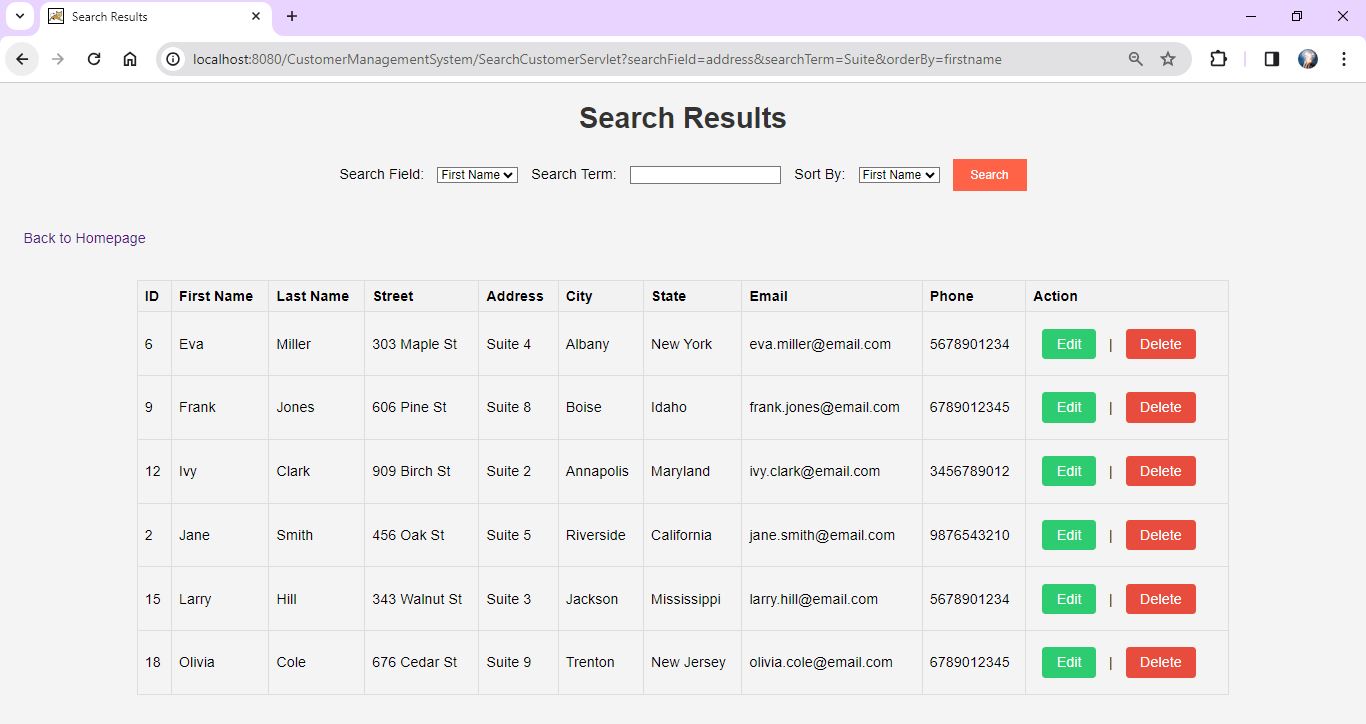 Search Results
localhost:8080/CustomerManagementSystem/SearchCustomerServlet?searchField=address&searchTerm=Suite&orderBy=firstname
Search Results
Search Field: First Name Search Term: Sort By: First Name Search
Back to Homepage
ID First Name Last Name Street Address City State Email Phone Action
6 Eva Miller 303 Maple St Suite 4 Albany New York eva.miller@email.com 5678901234 Edit | Delete
9 Frank Jones 606 Pine St Suite 8 Boise Idaho frank.jones@email.com 6789012345 Edit | Delete
12 Ivy Clark 909 Birch St Suite 2 Annapolis Maryland ivy.clark@email.com 3456789012 Edit | Delete
2 Jane Smith 456 Oak St Suite 5 Riverside California jane.smith@email.com 9876543210 Edit | Delete
15 Larry Hill 343 Walnut St Suite 3 Jackson Mississippi larry.hill@email.com 5678901234 Edit | Delete
18 Olivia Cole 676 Cedar St Suite 9 Trenton New Jersey olivia.cole@email.com 6789012345 Edit | Delete